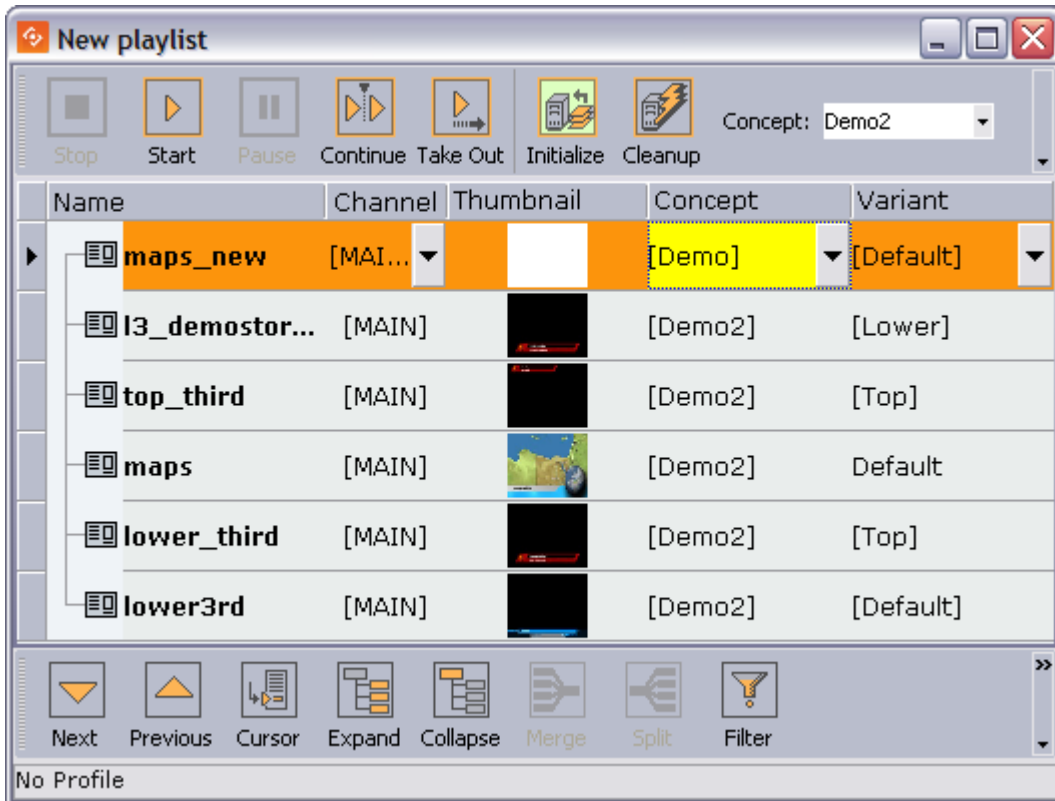 New playlist
Stop Start Pause Continue Take Out Initialize Cleanup Concept: Demo2
Name Channel Thumbnail Concept Variant
maps_new [MAI... [Demo] [Default]
l3_demostor... [MAIN] [Demo2] [Lower]
top_third [MAIN] [Demo2] [Top]
maps [MAIN] [Demo2] Default
lower_third [MAIN] [Demo2] [Top]
lower3rd [MAIN] [Demo2] [Default]
Next Previous Cursor Expand Collapse Merge Split Filter
No Profile